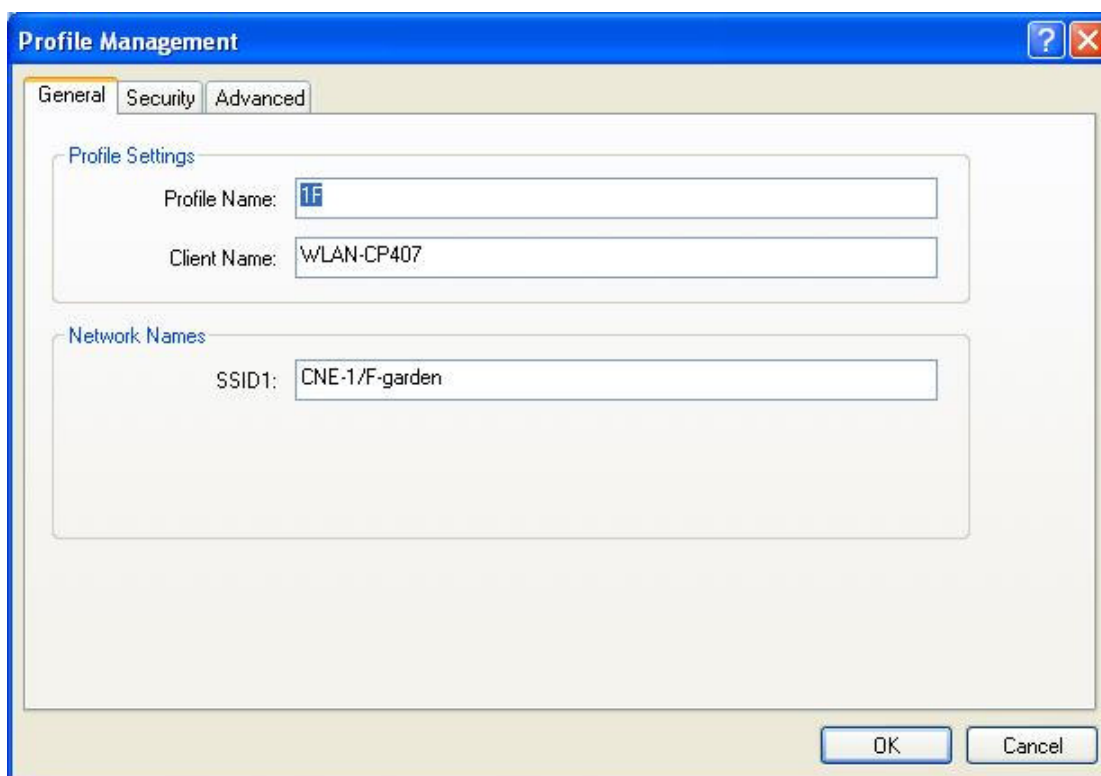 Profile Management
General Security Advanced
Profile Settings
Profile Name: 1F
Client Name: WLAN-CP407
Network Names
SSID1: CNE-1/F-garden
OK Cancel